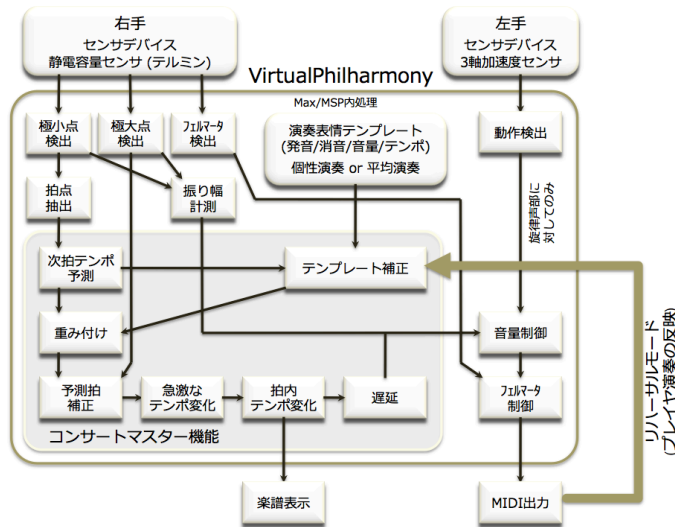 右手
センサデバイス
静電容量センサ (テルミン)
左手
センサデバイス
3軸加速度センサ
VirtualPhilharmony
Max/MSP内処理
極小点
検出
極大点
検出
フェルマータ
検出
演奏表情テンプレート
(発音/消音/音量/テンポ)
個性演奏 or 平均演奏
動作検出
拍点
抽出
振り幅
計測
旋律声部に
対してのみ
次拍テンポ
予測
テンプレート補正
重み付け
音量制御
予測拍
補正
急激な
テンポ変化
拍内
テンポ変化
遅延
フェルマータ
制御
コンサートマスター機能
リハーサルモード
(プレイヤ演奏の反映)
楽譜表示
MIDI出力